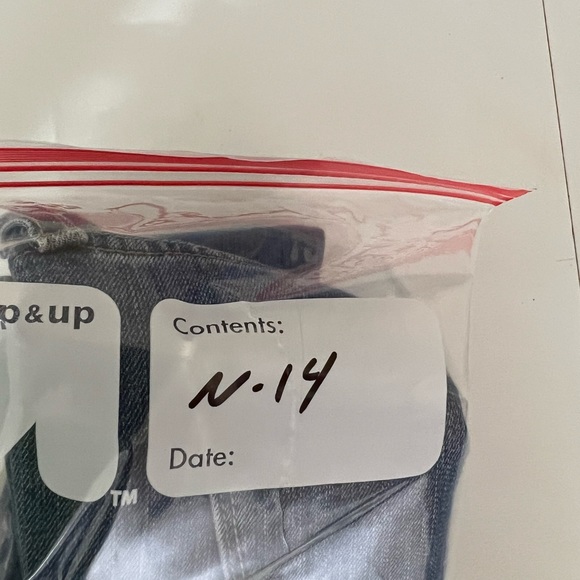 p&up
Contents:
N-14
Date:
TM